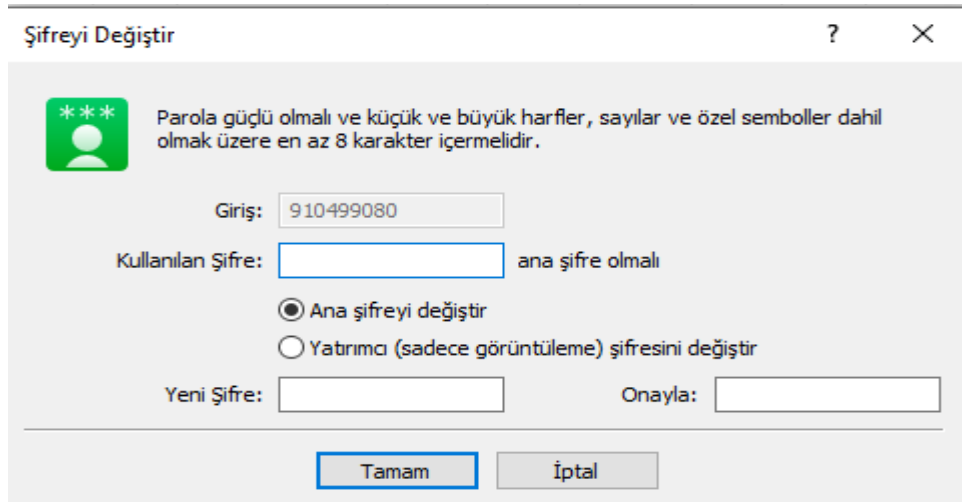 Şifreyi Değiştir
?
***
Parola güçlü olmalı ve küçük ve büyük harfler, sayılar ve özel semboller dahil
olmak üzere en az 8 karakter içermelidir.
Giriş: 910499080
Kullanılan Şifre: ana şifre olmalı
Ana şifreyi değiştir
Yatırımcı (sadece görüntüleme) şifresini değiştir
Yeni Şifre: Onayla:
Tamam İptal